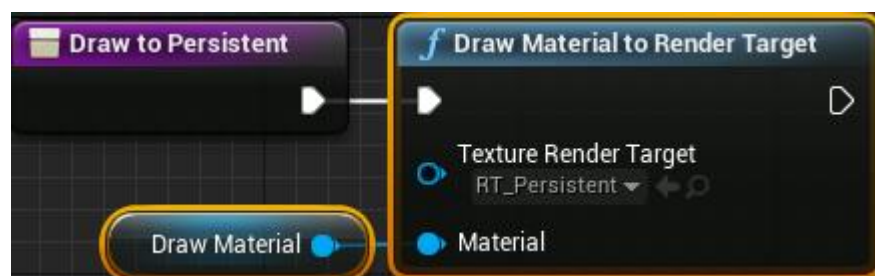 Draw to Persistent
f Draw Material to Render Target
Texture Render Target
RT_Persistent
Draw Material
Material